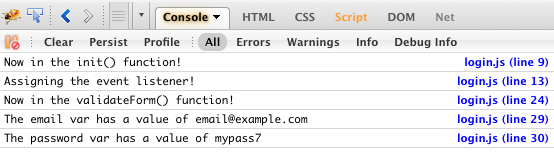 Console HTML CSS Script DOM Net
Clear Persist Profile All Errors Warnings Info Debug Info
Now in the init() function! login.js (line 9)
Assigning the event listener! login.js (line 13)
Now in the validateForm() function! login.js (line 24)
The email var has a value of email@example.com login.js (line 29)
The password var has a value of mypass7 login.js (line 30)